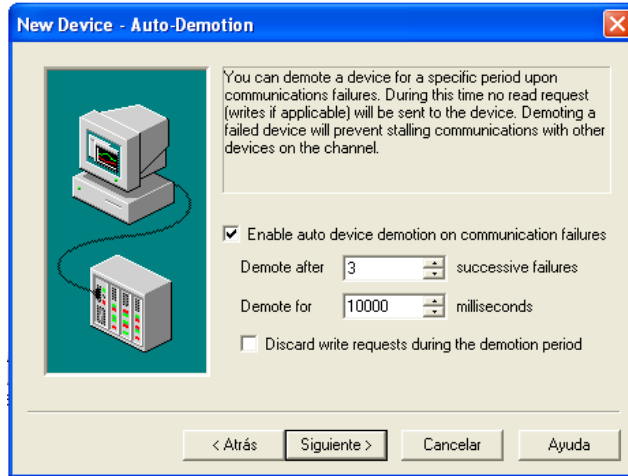 New Device - Auto-Demotion
You can demote a device for a specific period upon
communications failures. During this time no read request
(writes if applicable) will be sent to the device. Demoting a
failed device will prevent stalling communications with other
devices on the channel.
Enable auto device demotion on communication failures
Demote after 3 successive failures
Demote for 10000 milliseconds
Discard write requests during the demotion period
< Atrás Siguiente > Cancelar Ayuda